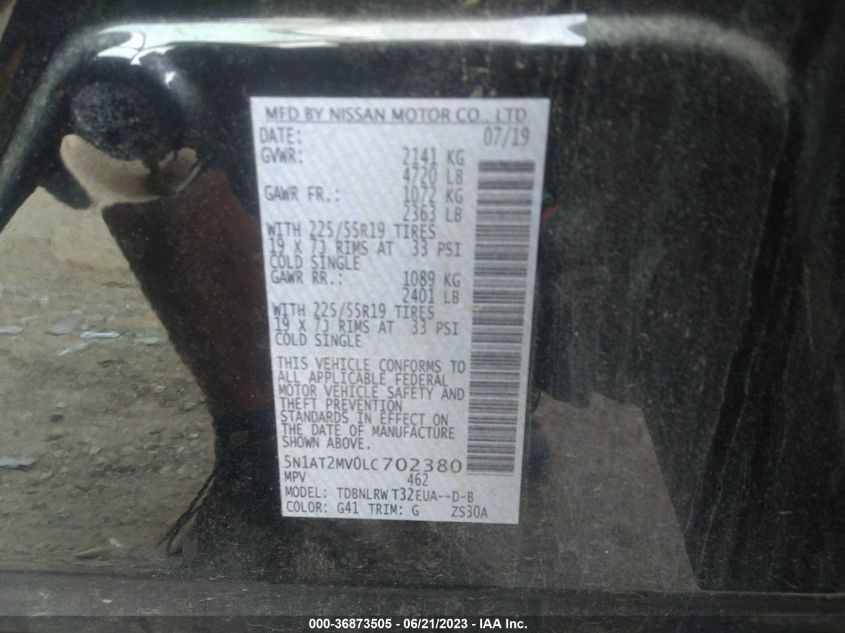 MFD BY NISSAN MOTOR CO., LTD
DATE: 07/19
GVWR: 2141 KG
4720 LB
GAWR FR.: 1072 KG
2363 LB
WITH 225/55R19 TIRES
19 X 7J RIMS AT 33 PSI
COLD SINGLE
GAWR RR.: 1089 KG
2401 LB
WITH 225/55R19 TIRES
19 X 7J RIMS AT 33 PSI
COLD SINGLE
THIS VEHICLE CONFORMS TO
ALL APPLICABLE FEDERAL
MOTOR VEHICLE SAFETY AND
THEFT PREVENTION
STANDARDS IN EFFECT ON
THE DATE OF MANUFACTURE
SHOWN ABOVE.
5N1AT2MV0LC702380
MPV 462
MODEL: TDBNLRW T32EUA--D-B
COLOR: G41 TRIM: G ZS30A
000-36873505 - 06/21/2023 - IAA Inc.